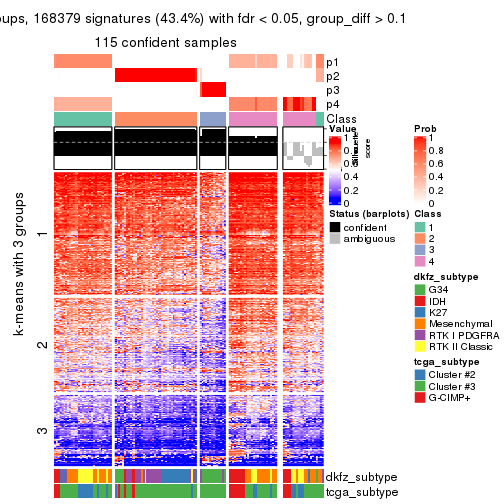 oups, 168379 signatures (43.4%) with fdr < 0.05, group_diff > 0.1
115 confident samples
p1
p2
p3
p4
Class
Silhouette
score
k-means with 3 groups
1
2
3
dkfz_subtype
tcga_subtype
Value
1
0.8
0.6
0.4
0.2
0
Status (barplots)
confident
ambiguous
Prob
1
0.8
0.6
0.4
0.2
0
Class
1
2
3
4
dkfz_subtype
G34
IDH
K27
Mesenchymal
RTK I PDGFRA
RTK II Classic
tcga_subtype
Cluster #2
Cluster #3
G-CIMP+